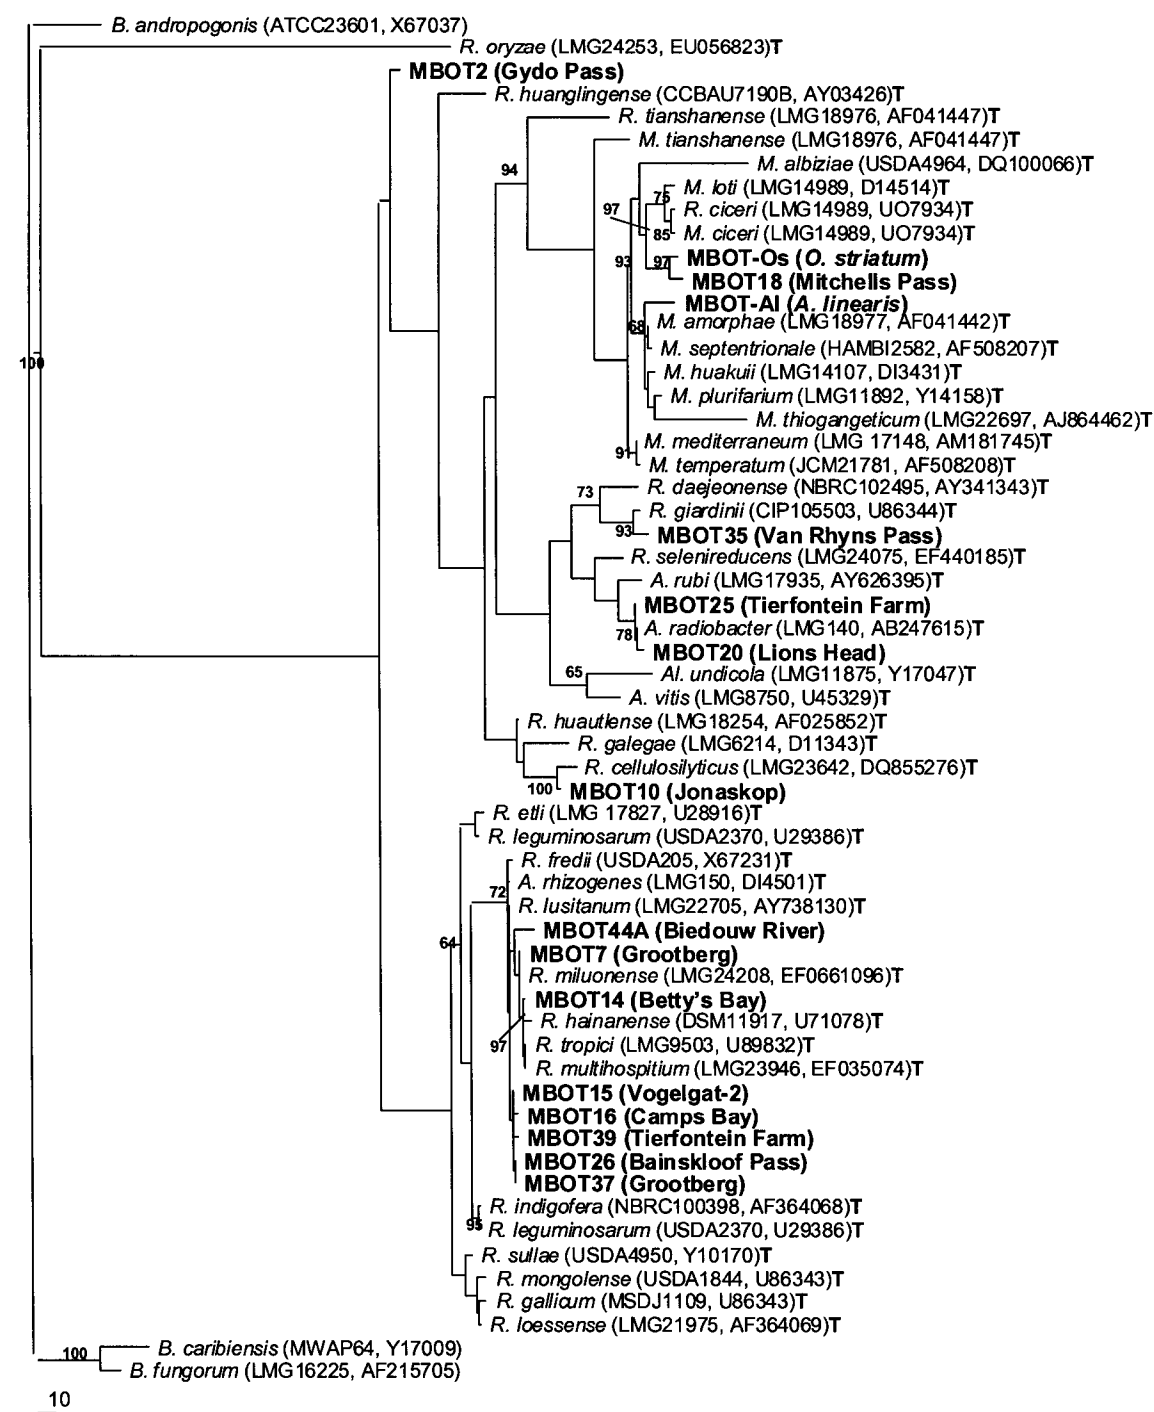 B. andropogonis (ATCC23601, X67037)
R. oryzae (LMG24253, EU056823)T
MBOT2 (Gydo Pass)
R. huanglingense (CCBAU7190B, AY03426)T
R. tianshanense (LMG18976, AF041447)T
M. tianshanense (LMG18976, AF041447)T
94
M. albiziae (USDA4964, DQ100066)T
M. loti (LMG14989, D14514)T
75
R. ciceri (LMG14989, UO7934)T
97
M. ciceri (LMG14989, UO7934)T
85
MBOT-Os (O. striatum)
93
97
MBOT18 (Mitchells Pass)
MBOT-Al (A. linearis)
M. amorphae (LMG18977, AF041442)T
68
M. septentrionale (HAMBI2582, AF508207)T
100
M. huakuii (LMG14107, DI3431)T
M. plurifarium (LMG11892, Y14158)T
M. thiogangeticum (LMG22697, AJ864462)T
M. mediterraneum (LMG 17148, AM181745)T
91
M. temperatum (JCM21781, AF508208)T
R. daejeonense (NBRC102495, AY341343)T
73
R. giardinii (CIP105503, U86344)T
93
MBOT35 (Van Rhyns Pass)
R. selenireducens (LMG24075, EF440185)T
A. rubi (LMG17935, AY626395)T
MBOT25 (Tierfontein Farm)
A. radiobacter (LMG140, AB247615)T
78
MBOT20 (Lions Head)
Al. undicola (LMG11875, Y17047)T
65
A. vitis (LMG8750, U45329)T
R. huautlense (LMG18254, AF025852)T
R. galegae (LMG6214, D11343)T
R. cellulosilyticus (LMG23642, DQ855276)T
100
MBOT10 (Jonaskop)
R. etli (LMG 17827, U28916)T
R. leguminosarum (USDA2370, U29386)T
R. fredii (USDA205, X67231)T
A. rhizogenes (LMG150, DI4501)T
72
R. lusitanum (LMG22705, AY738130)T
MBOT44A (Biedouw River)
64
MBOT7 (Grootberg)
R. miluonense (LMG24208, EF0661096)T
MBOT14 (Betty's Bay)
R. hainanense (DSM11917, U71078)T
97
R. tropici (LMG9503, U89832)T
R. multihospitium (LMG23946, EF035074)T
MBOT15 (Vogelgat-2)
MBOT16 (Camps Bay)
MBOT39 (Tierfontein Farm)
MBOT26 (Bainskloof Pass)
MBOT37 (Grootberg)
R. indigofera (NBRC100398, AF364068)T
95
R. leguminosarum (USDA2370, U29386)T
R. sullae (USDA4950, Y10170)T
R. mongolense (USDA1844, U86343)T
R. gallicum (MSDJ1109, U86343)T
R. loessense (LMG21975, AF364069)T
100
B. caribiensis (MWAP64, Y17009)
B. fungorum (LMG16225, AF215705)
10